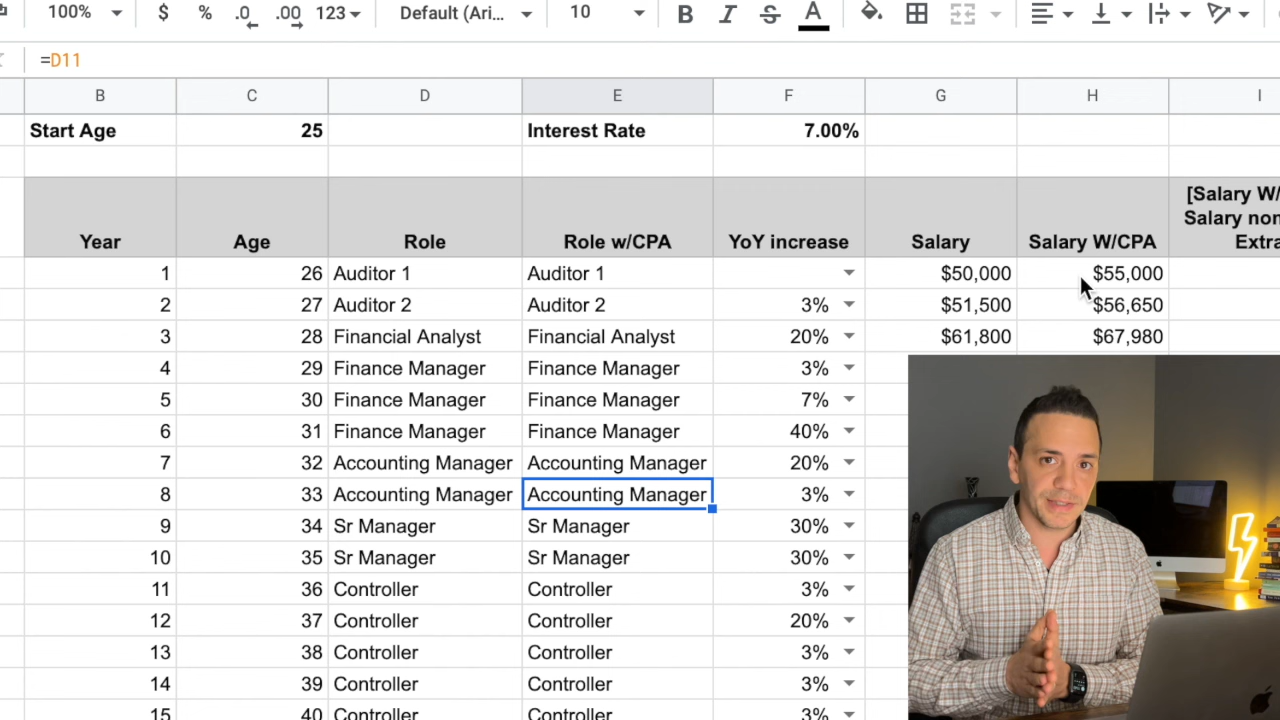 100% $ % .0 .00 123 Default (Ari... 10 B I S A
=D11
B C D E F G H I
Start Age 25 Interest Rate 7.00%
[Salary W/
Salary non
Year Age Role Role w/CPA YoY increase Salary Salary W/CPA Extra
1 26 Auditor 1 Auditor 1 $50,000 $55,000
2 27 Auditor 2 Auditor 2 3% $51,500 $56,650
3 28 Financial Analyst Financial Analyst 20% $61,800 $67,980
4 29 Finance Manager Finance Manager 3%
5 30 Finance Manager Finance Manager 7%
6 31 Finance Manager Finance Manager 40%
7 32 Accounting Manager Accounting Manager 20%
8 33 Accounting Manager Accounting Manager 3%
9 34 Sr Manager Sr Manager 30%
10 35 Sr Manager Sr Manager 30%
11 36 Controller Controller 3%
12 37 Controller Controller 20%
13 38 Controller Controller 3%
14 39 Controller Controller 3%
15 40 Controller Controller 3%